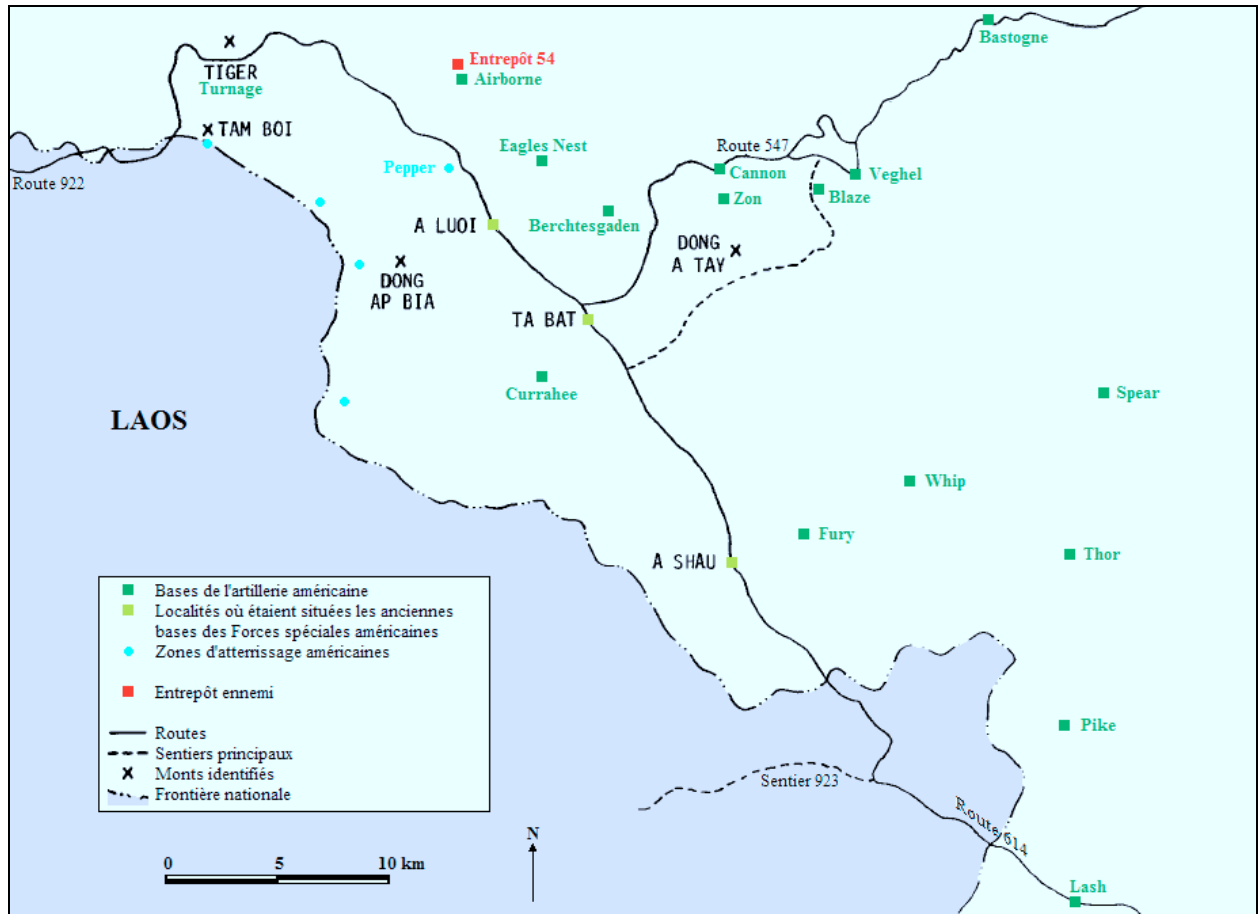 Bastogne
TIGER
Turnage
Entrepôt 54
Airborne
TAM BOI
Eagles Nest
Route 547
Pepper
Cannon
Veghel
Route 922
Zon
Blaze
A LUOI
Berchtesgaden
DONG
A TAY
DONG
AP BIA
TA BAT
Currahee
Spear
LAOS
Whip
Fury
Thor
A SHAU
Bases de l'artillerie américaine
Localités où étaient situées les anciennes
bases des Forces spéciales américaines
Zones d'atterrissage américaines
Entrepôt ennemi
Routes
Sentiers principaux
Monts identifiés
Frontière nationale
Pike
Sentier 923
Route 614
N
0 5 10 km
Lash